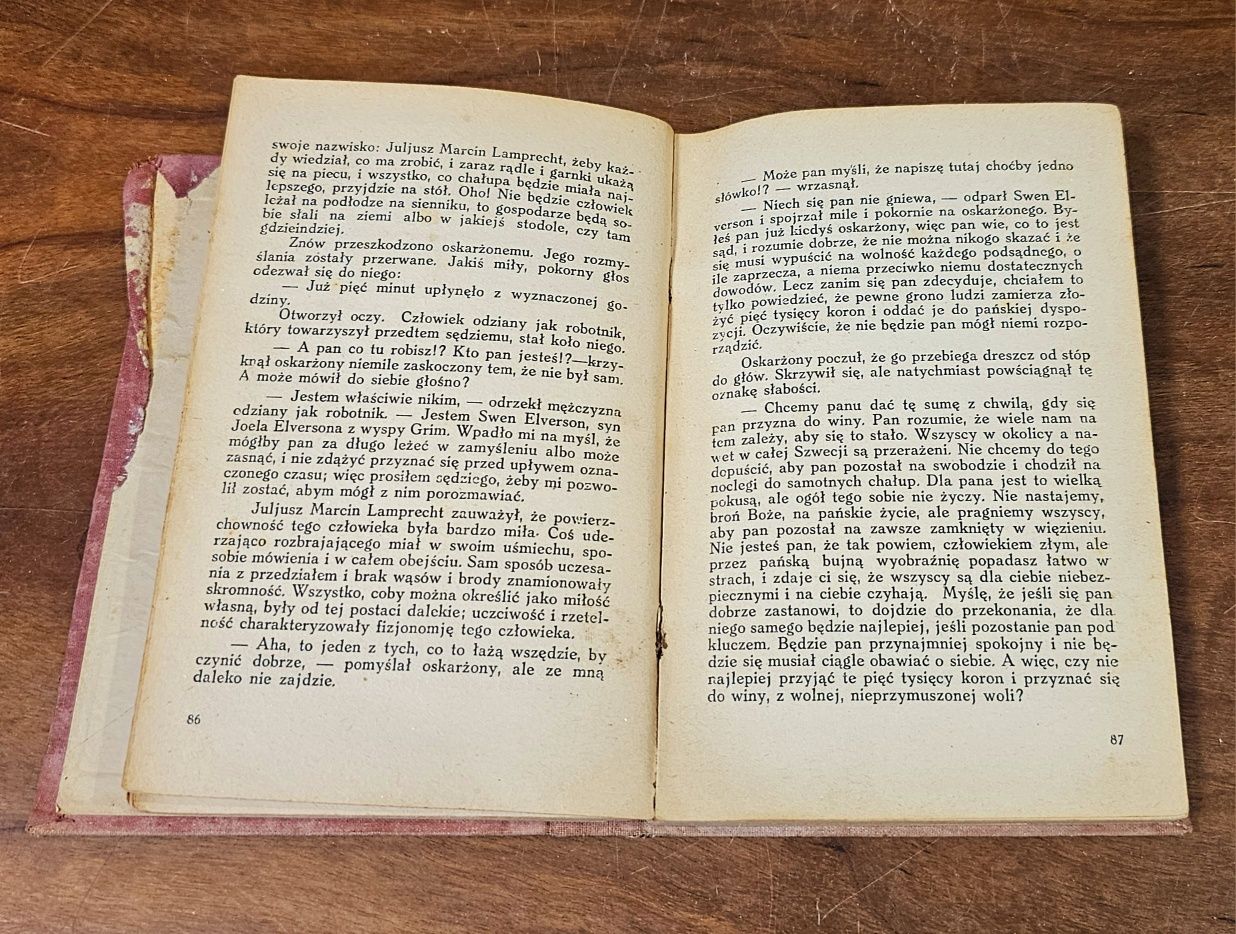 swoje nazwisko: Juljusz Marcin Lamprecht, żeby każ-
dy wiedział, co ma zrobić, i zaraz rądle i garnki ukażą
się na piecu, i wszystko, co chałupa będzie miała naj-
lepszego, przyjdzie na stół. Oho! Nie będzie człowiek
leżał na podłodze na sienniku, to gospodarze będą so-
bie słali na ziemi albo w jakiejś stodole, czy tam
gdzieindziej.
Znów przeszkodzono oskarżonemu. Jego rozmy-
ślania zostały przerwane. Jakiś miły, pokorny głos
odezwał się do niego:
— Już pięć minut upłynęło z wyznaczonej go-
dziny.
Otworzył oczy. Człowiek odziany jak robotnik,
który towarzyszył przedtem sędziemu, stał koło niego.
— A pan co tu robisz!? Kto pan jesteś!?—krzy-
knął oskarżony niemile zaskoczony tem, że nie był sam.
A może mówił do siebie głośno?
— Jestem właściwie nikim, — odrzekł mężczyzna
odziany jak robotnik. — Jestem Swen Elverson, syn
Joela Elversona z wyspy Grim. Wpadło mi na myśl, że
mógłby pan za długo leżeć w zamyśleniu albo może
zasnąć, i nie zdążyć przyznać się przed upływem ozna-
czonego czasu; więc prosiłem sędziego, żeby mi pozwo-
lił zostać, abym mógł z nim porozmawiać.
Juljusz Marcin Lamprecht zauważył, że powierz-
chowność tego człowieka była bardzo miła. Coś ude-
rzająco rozbrajającego miał w swoim uśmiechu, spo-
sobie mówienia i w całem obejściu. Sam sposób uczesa-
nia z przedziałem i brak wąsów i brody znamionowały
skromność. Wszystko, coby można określić jako miłość
własną, były od tej postaci dalekie; uczciwość i rzetel-
ność charakteryzowały fizjonomję tego człowieka.
— Aha, to jeden z tych, co to łażą wszędzie, by
czynić dobrze, — pomyślał oskarżony, ale ze mną
daleko nie zajdzie.
86
— Może pan myśli, że napiszę tutaj choćby jedno
słówko!? — wrzasnął.
— Niech się pan nie gniewa, — odparł Swen El-
verson i spojrzał mile i pokornie na oskarżonego. By-
łeś pan już kiedyś oskarżony, więc pan wie, co to jest
sąd, i rozumie dobrze, że nie można nikogo skazać i że
się musi wypuścić na wolność każdego podsądnego, o
ile zaprzecza, a niema przeciwko niemu dostatecznych
dowodów. Lecz zanim się pan zdecyduje, chciałem to
tylko powiedzieć, że pewne grono ludzi zamierza zło-
żyć pięć tysięcy koron i oddać je do pańskiej dyspo-
zycji. Oczywiście, że nie będzie pan mógł niemi rozpo-
rządzić.
Oskarżony poczuł, że go przebiega dreszcz od stóp
do głów. Skrzywił się, ale natychmiast powściągnął tę
oznakę słabości.
— Chcemy panu dać tę sumę z chwilą, gdy się
pan przyzna do winy. Pan rozumie, że wiele nam na
tem zależy, aby się to stało. Wszyscy w okolicy a na-
wet w całej Szwecji są przerażeni. Nie chcemy do tego
dopuścić, aby pan pozostał na swobodzie i chodził na
noclegi do samotnych chałup. Dla pana jest to wielką
pokusą, ale ogół tego sobie nie życzy. Nie nastajemy,
broń Boże, na pańskie życie, ale pragniemy wszyscy,
aby pan pozostał na zawsze zamknięty w więzieniu.
Nie jesteś pan, że tak powiem, człowiekiem złym, ale
przez pańską bujną wyobraźnię popadasz łatwo w
strach, i zdaje ci się, że wszyscy są dla ciebie niebez-
piecznymi i na ciebie czyhają. Myślę, że jeśli się pan
dobrze zastanowi, to dojdzie do przekonania, że dla
niego samego będzie najlepiej, jeśli pozostanie pan pod
kluczem. Będzie pan przynajmniej spokojny i nie bę-
dzie się musiał ciągle obawiać o siebie. A więc, czy nie
najlepiej przyjąć te pięć tysięcy koron i przyznać się
do winy, z wolnej, nieprzymuszonej woli?
87